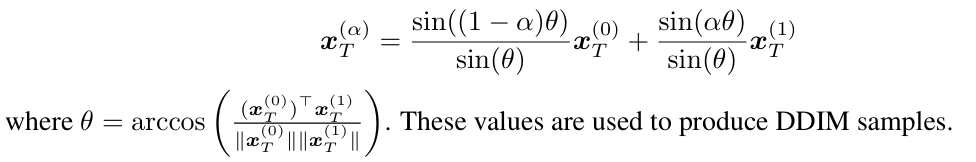 $\boldsymbol{x}_T^{(\alpha)} = \frac{\sin((1-\alpha)\theta)}{\sin(\theta)} \boldsymbol{x}_T^{(0)} + \frac{\sin(\alpha\theta)}{\sin(\theta)} \boldsymbol{x}_T^{(1)}$
where $\theta = \arccos\left(\frac{(\boldsymbol{x}_T^{(0)})^\top \boldsymbol{x}_T^{(1)}}{\|\boldsymbol{x}_T^{(0)}\| \|\boldsymbol{x}_T^{(1)}\|}\right)$. These values are used to produce DDIM samples.